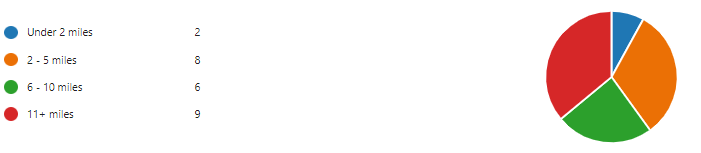 Under 2 miles 2
2 - 5 miles 8
6 - 10 miles 6
11+ miles 9